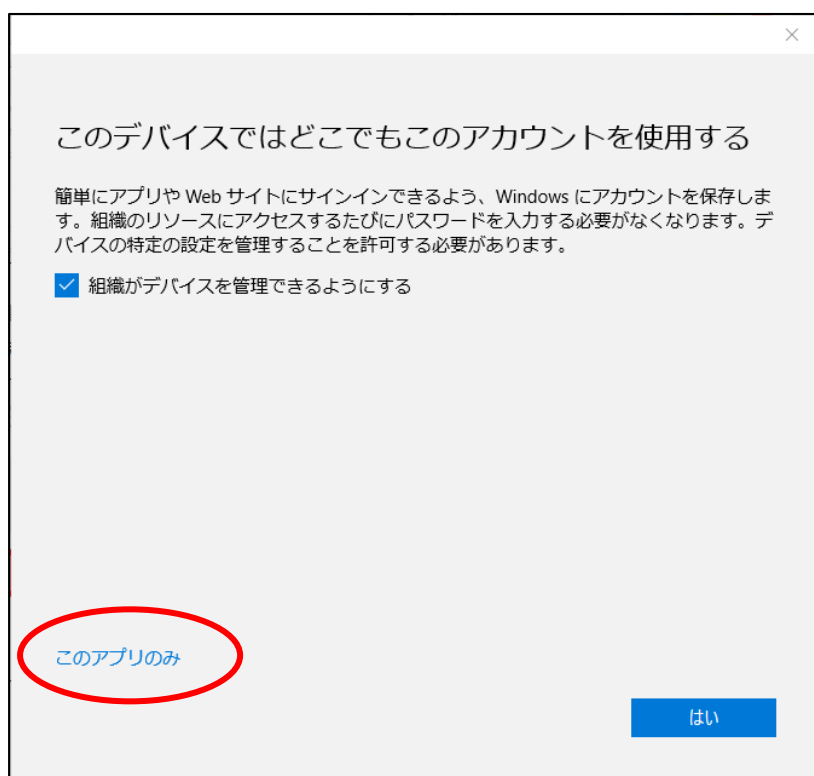 このデバイスではどこでもこのアカウントを使用する
簡単にアプリや Web サイトにサインインできるよう、Windows にアカウントを保存しま
す。組織のリソースにアクセスするたびにパスワードを入力する必要がなくなります。デ
バイスの特定の設定を管理することを許可する必要があります。
組織がデバイスを管理できるようにする
このアプリのみ
はい